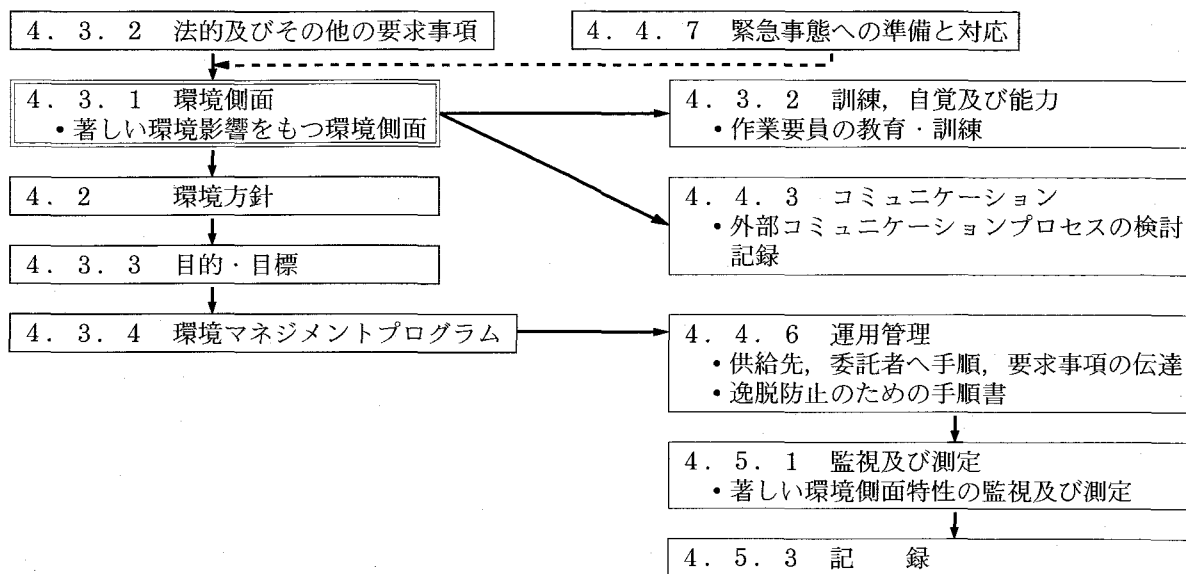 4．3．2　法的及びその他の要求事項
4．4．7　緊急事態への準備と対応
4．3．1　環境側面
・著しい環境影響をもつ環境側面
4．3．2　訓練，自覚及び能力
・作業要員の教育・訓練
4．2　環境方針
4．4．3　コミュニケーション
・外部コミュニケーションプロセスの検討
記録
4．3．3　目的・目標
4．3．4　環境マネジメントプログラム
4．4．6　運用管理
・供給先，委託者へ手順，要求事項の伝達
・逸脱防止のための手順書
4．5．1　監視及び測定
・著しい環境側面特性の監視及び測定
4．5．3　記　録